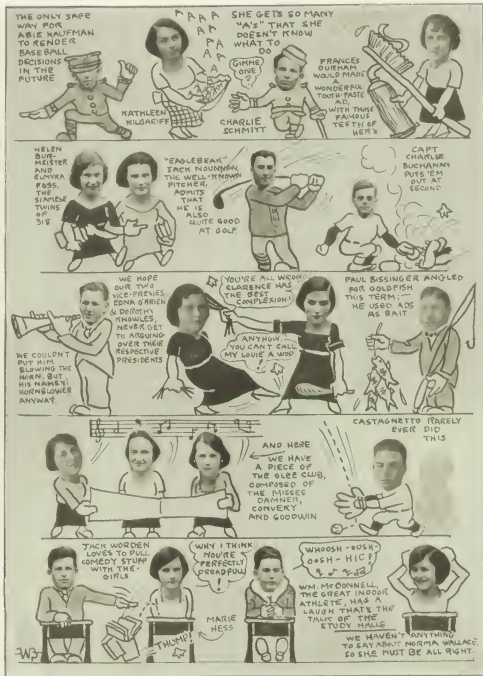 THE ONLY SAFE
WAY FOR
ABIE KAUFMAN
TO RENDER
BASEBALL
DECISIONS
IN THE
FUTURE
A A A A A A A A
KATHLEEN
KILGARIFF
SHE GETS SO MANY
"A'S" THAT SHE
DOESN'T KNOW
WHAT TO
DO
GIMME
ONE!
??
CHARLIE
SCHMITT
FRANCES
DURHAM
WOULD MAKE
A
WONDERFUL
TOOTH-PASTE
AD,
WITH THOSE
FAMOUS
TEETH OF
HER'S
HELEN
BUR-
MEISTER
AND
ELMYRA
FOSS,
THE
SIAMESE
TWINS
OF
318
"EAGLEBEAK"
JACK NOUNNAN,
THE WELL-KNOWN
PITCHER,
ADMITS
THAT
HE IS
ALSO
QUITE GOOD
AT GOLF.
CAPT
CHARLIE
BUCHANAN
PUTS 'EM
OUT AT
SECOND
WE COULDN'T
PUT HIM
BLOWING THE
HORN, BUT
HIS NAME'S
HORNBLOWER
ANYWAY.
WE HOPE
OUR TWO
VICE-PREXIES,
EDNA O'BRIEN
& DOROTHY
KNOWLES,
NEVER GET
TO ARGUING
OVER THEIR
RESPECTIVE
PRESIDENTS
YOU'RE ALL WRONG,
CLARENCE HAS
THE BEST
COMPLEXION!
ANYHOW,
YOU CAN'T CALL
MY LOUIE A WOP
!
PAUL BISSINGER ANGLED
FOR GOLDFISH
THIS TERM,—
HE USED ADS
AS BAIT
AND HERE
WE HAVE
A PIECE OF
THE GLEE CLUB,
COMPOSED OF
THE MISSES
DAMNER,
CONVERY
AND GOODWIN
CASTAGNETTO RARELY
EVER DID
THIS
JACK WORDEN
LOVES TO PULL
COMEDY STUFF
WITH THE
GIRLS
THUMP!
WHY I THINK
YOU'RE
PERFECTLY
DREADFULL
!
MARIE
HESS
WHOOSH-OOSH-
OOSH-HIC?
!
WM. McDONNELL,
THE GREAT INDOOR
ATHLETE, HAS A
LAUGH THAT'S THE
TALK OF THE
STUDY HALLS
WE HAVEN'T ANYTHING
TO SAY ABOUT NORMA WALLACE,
SO SHE MUST BE ALL RIGHT.